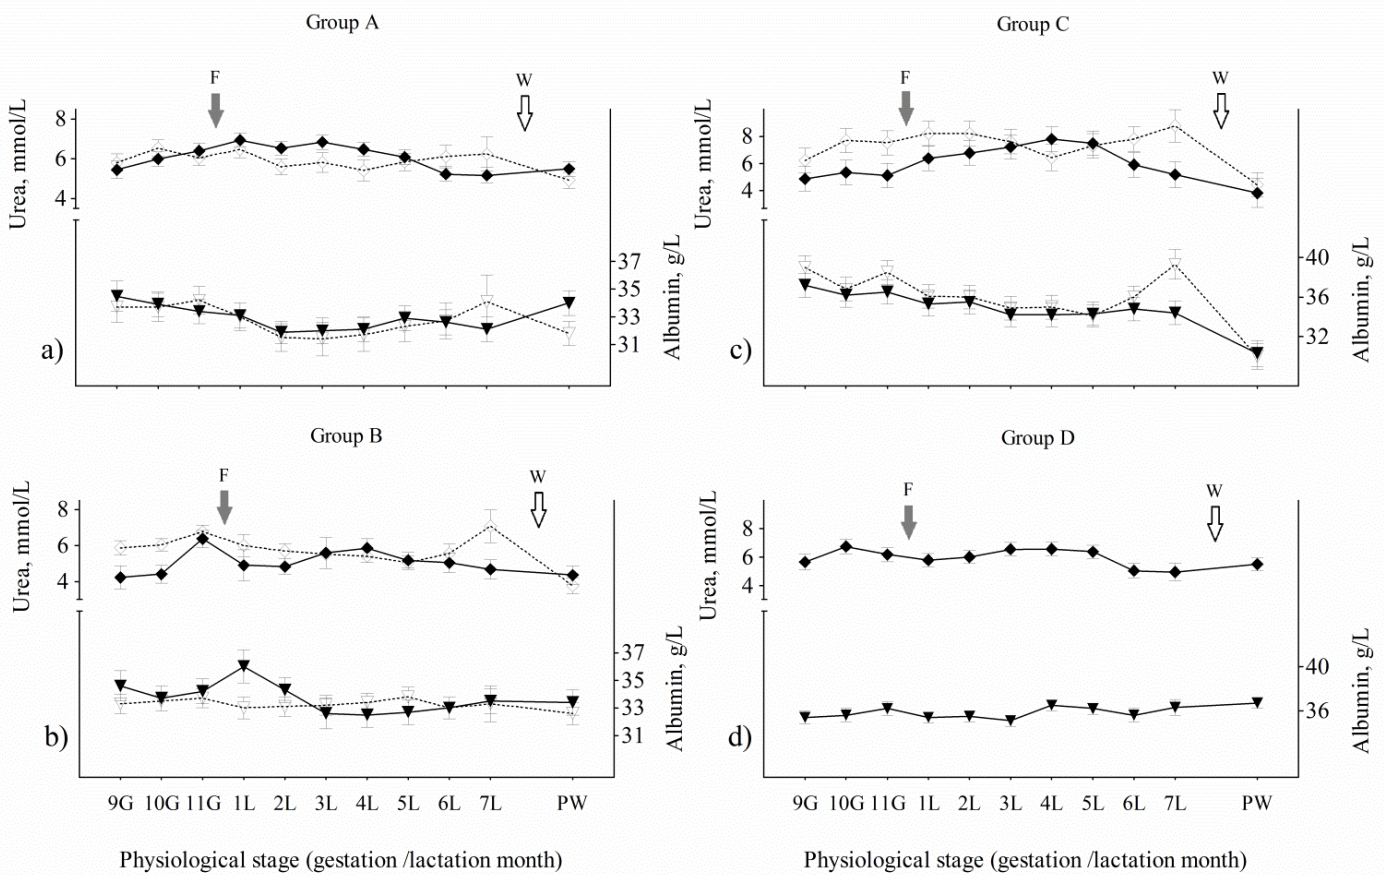 Group A
F
W
Urea, mmol/L
8
6
4
Albumin, g/L
37
35
33
31
a)
Group C
F
W
Urea, mmol/L
8
6
4
Albumin, g/L
40
36
32
c)
Group B
F
W
Urea, mmol/L
8
6
4
Albumin, g/L
37
35
33
31
b)
9G 10G 11G 1L 2L 3L 4L 5L 6L 7L PW
Physiological stage (gestation /lactation month)
Group D
F
W
Urea, mmol/L
8
6
4
Albumin, g/L
40
36
d)
9G 10G 11G 1L 2L 3L 4L 5L 6L 7L PW
Physiological stage (gestation /lactation month)